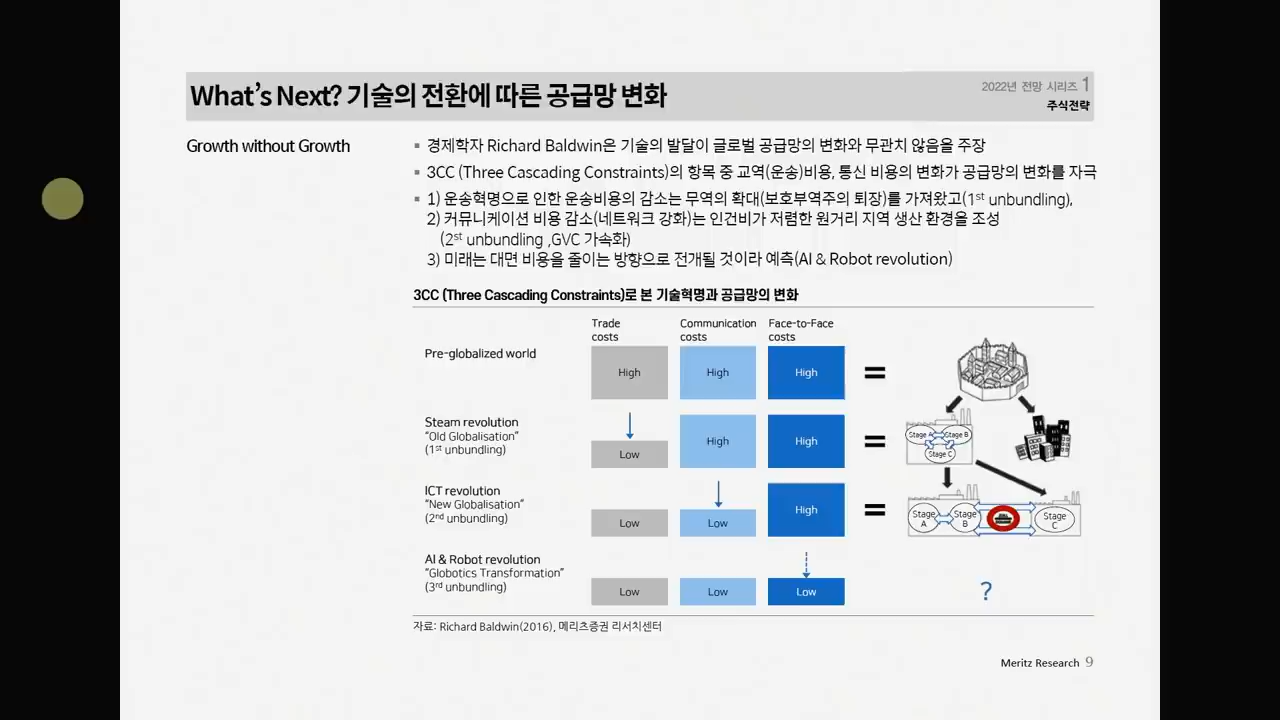 What's Next? 기술의 전환에 따른 공급망 변화
2022년 전망 시리즈 1
주식전략
Growth without Growth
▪ 경제학자 Richard Baldwin은 기술의 발달이 글로벌 공급망의 변화와 무관치 않음을 주장
▪ 3CC (Three Cascading Constraints)의 항목 중 교역(운송)비용, 통신 비용의 변화가 공급망의 변화를 자극
▪ 1) 운송혁명으로 인한 운송비용의 감소는 무역의 확대(보호부역주의 퇴장)를 가져왔고(1st unbundling),
2) 커뮤니케이션 비용 감소(네트워크 강화)는 인건비가 저렴한 원거리 지역 생산 환경을 조성
(2st unbundling ,GVC 가속화)
3) 미래는 대면 비용을 줄이는 방향으로 전개될 것이라 예측(AI & Robot revolution)
3CC (Three Cascading Constraints)로 본 기술혁명과 공급망의 변화
Trade
costs
Communication
costs
Face-to-Face
costs
Pre-globalized world
High
High
High
=
Steam revolution
"Old Globalisation"
(1st unbundling)
Low
High
High
=
Stage A
Stage B
Stage C
ICT revolution
"New Globalisation"
(2nd unbundling)
Low
Low
High
=
Stage
A
Stage
B
Stage
C
AI & Robot revolution
"Globotics Transformation"
(3rd unbundling)
Low
Low
Low
?
자료: Richard Baldwin(2016), 메리츠증권 리서치센터
Meritz Research 9